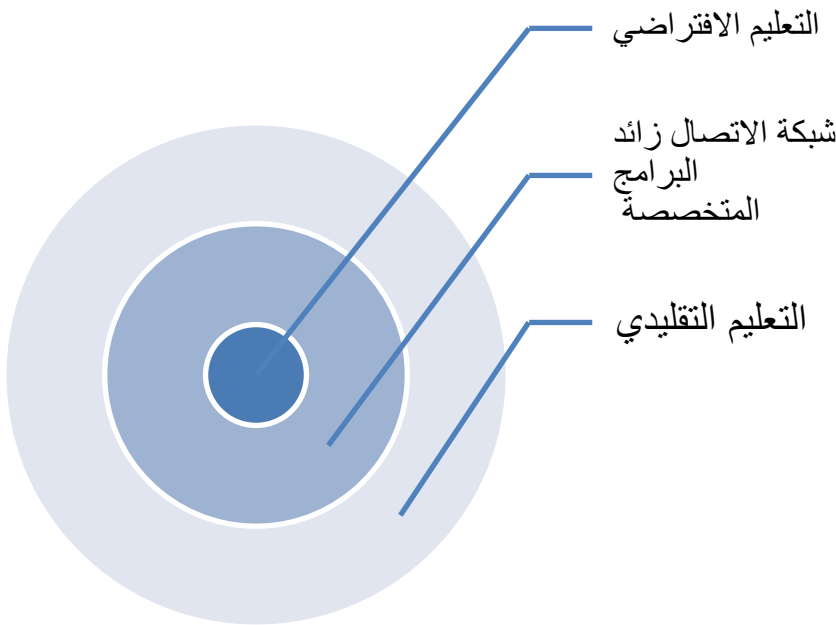 التعليم الافتراضي
شبكة الاتصال زائد
البرامج
المتخصصة
التعليم التقليدي